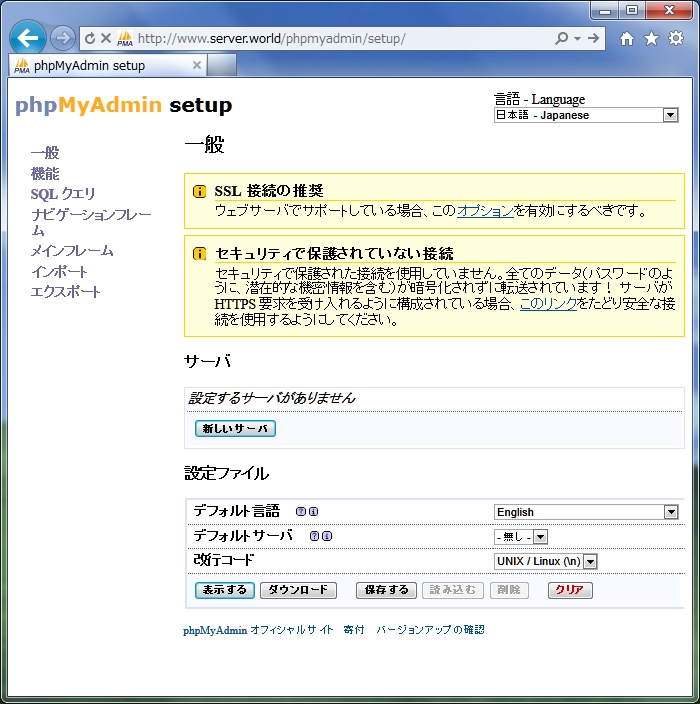 http://www.server.world/phpmyadmin/setup/
phpMyAdmin setup
phpMyAdmin setup
言語 - Language
日本語 - Japanese
一般
機能
SQL クエリ
ナビゲーションフレー
ム
メインフレーム
インポート
エクスポート
一般
SSL 接続の推奨
ウェブサーバでサポートしている場合、このオプションを有効にするべきです。
セキュリティで保護されていない接続
セキュリティで保護された接続を使用していません。全てのデータ(パスワードのよ
うに、潜在的な機密情報を含む)が暗号化されずに転送されています！ サーバが
HTTPS 要求を受け入れるように構成されている場合、このリンクをたどり安全な接
続を使用するようにしてください。
サーバ
設定するサーバがありません
新しいサーバ
設定ファイル
デフォルト言語 English
デフォルトサーバ - 無し -
改行コード UNIX / Linux (\n)
表示する ダウンロード 保存する 読み込む 削除 クリア
phpMyAdmin オフィシャルサイト 寄付 バージョンアップの確認